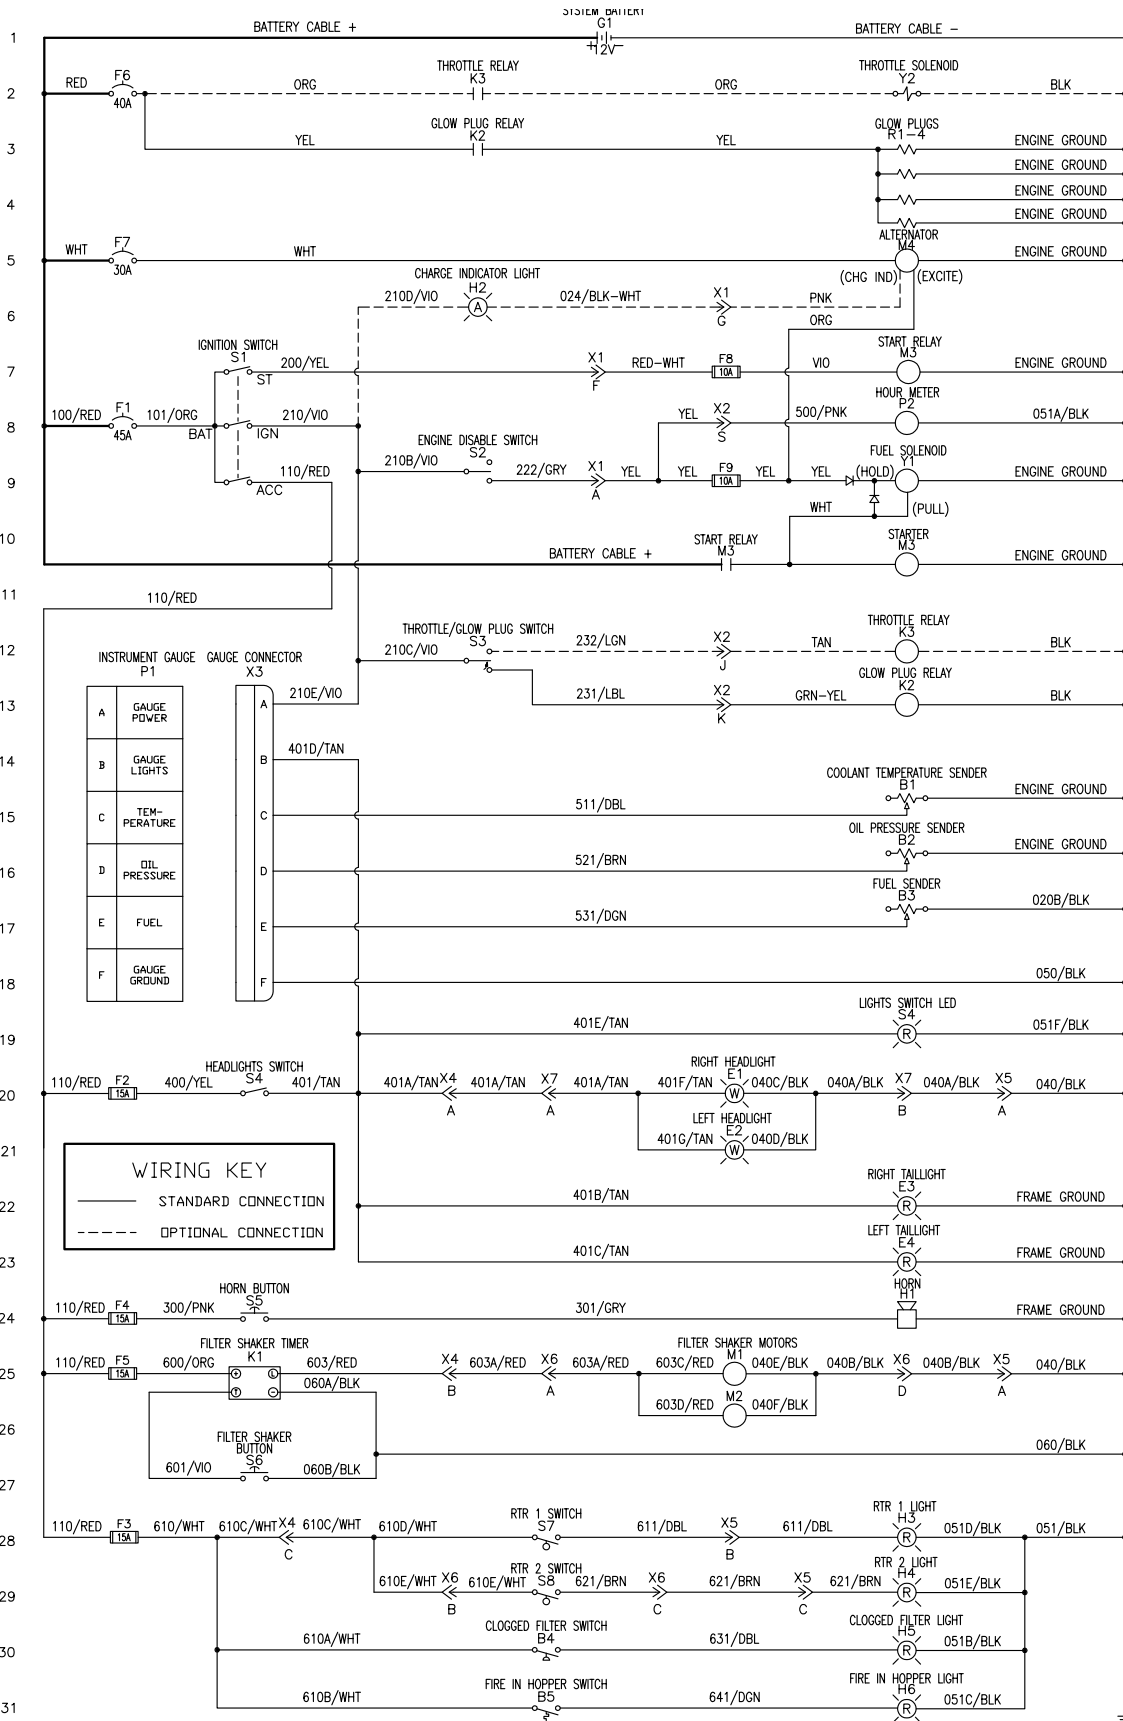 SYSTEM BATTERY
G1
1 BATTERY CABLE + BATTERY CABLE −
+ 12V −
THROTTLE RELAY THROTTLE SOLENOID
RED F6 ORG K3 ORG Y2 BLK
2
40A
GLOW PLUG RELAY GLOW PLUGS
YEL K2 YEL R1−4 ENGINE GROUND
3
ENGINE GROUND
ENGINE GROUND
4
ENGINE GROUND
ALTERNATOR
WHT F7 WHT M4 ENGINE GROUND
5
30A
CHARGE INDICATOR LIGHT (CHG IND) (EXCITE)
210D/VIO H2 024/BLK−WHT X1 PNK
A
6 G ORG
IGNITION SWITCH START RELAY
S1 200/YEL X1 RED−WHT F8 VIO M3 ENGINE GROUND
7 10A
ST F
HOUR METER
100/RED F1 101/ORG 210/VIO YEL X2 500/PNK P2 051A/BLK
8
45A BAT IGN S
ENGINE DISABLE SWITCH FUEL SOLENOID
210B/VIO S2 222/GRY X1 YEL YEL F9 YEL YEL (HOLD) Y1 ENGINE GROUND
110/RED
9 10A
ACC A
WHT (PULL)
10 START RELAY STARTER
BATTERY CABLE + M3 M3 ENGINE GROUND
11
110/RED
THROTTLE/GLOW PLUG SWITCH THROTTLE RELAY
210C/VIO S3 232/LGN X2 TAN K3 BLK
12
J
INSTRUMENT GAUGE GAUGE CONNECTOR GLOW PLUG RELAY
P1 X3
210E/VIO 231/LBL X2 GRN−YEL K2 BLK
13
A GAUGE POWER A K
14 401D/TAN
B GAUGE LIGHTS B
COOLANT TEMPERATURE SENDER
B1 ENGINE GROUND
15 511/DBL
C TEM-PERATURE C
OIL PRESSURE SENDER
B2 ENGINE GROUND
16 521/BRN
D OIL PRESSURE D
FUEL SENDER
B3 020B/BLK
17 531/DGN
E FUEL E
18 050/BLK
F GAUGE GROUND F
LIGHTS SWITCH LED
19 401E/TAN S4 051F/BLK
R
HEADLIGHTS SWITCH RIGHT HEADLIGHT
20 110/RED F2 400/YEL S4 401/TAN 401A/TAN X4 401A/TAN X7 401A/TAN 401F/TAN E1 040C/BLK 040A/BLK X7 040A/BLK X5 040/BLK
15A W
A A B A
LEFT HEADLIGHT
21 401G/TAN E2 040D/BLK
W
WIRING KEY
STANDARD CONNECTION
OPTIONAL CONNECTION
RIGHT TAILLIGHT
22 401B/TAN E3 FRAME GROUND
R
LEFT TAILLIGHT
23 401C/TAN E4 FRAME GROUND
R
HORN BUTTON HORN
24 110/RED F4 300/PNK S5 301/GRY H1 FRAME GROUND
15A
FILTER SHAKER TIMER FILTER SHAKER MOTORS
25 110/RED F5 600/ORG K1 603/RED X4 603A/RED X6 603A/RED 603C/RED M1 040E/BLK 040B/BLK X6 040B/BLK X5 040/BLK
15A + L
060A/BLK B A D A
T −
26 603D/RED M2 040F/BLK
FILTER SHAKER
BUTTON
060/BLK
601/VIO S6 060B/BLK
27
RTR 1 SWITCH RTR 1 LIGHT
28 110/RED F3 610/WHT 610C/WHT X4 610C/WHT 610D/WHT S7 611/DBL X5 611/DBL H3 051D/BLK 051/BLK
15A R
C B
RTR 2 SWITCH RTR 2 LIGHT
29 610E/WHT X6 610E/WHT S8 621/BRN X6 621/BRN X5 621/BRN H4 051E/BLK
R
B C C
CLOGGED FILTER SWITCH CLOGGED FILTER LIGHT
30 610A/WHT B4 631/DBL H5 051B/BLK
R
FIRE IN HOPPER SWITCH FIRE IN HOPPER LIGHT
31 610B/WHT B5 641/DGN H6 051C/BLK
R